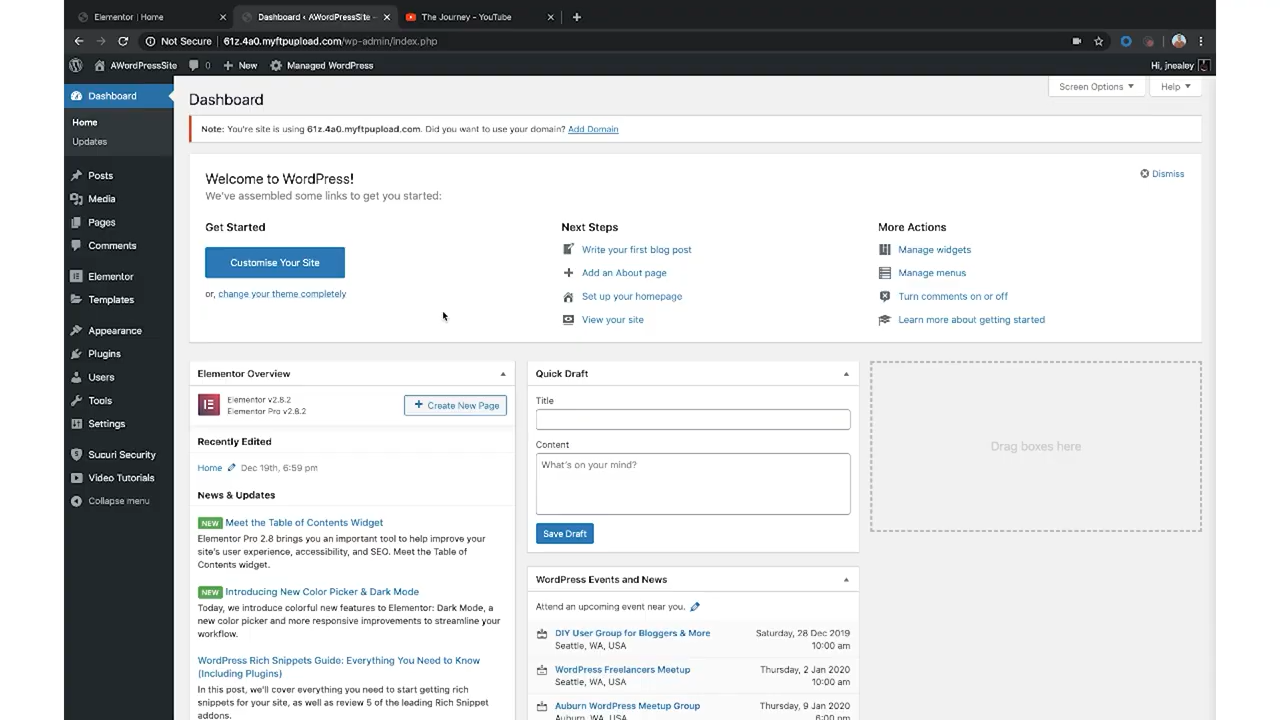 Elementor | Home
Dashboard ‹ AWordPressSite –
The Journey - YouTube
Not Secure
61z.4a0.myftpupload.com/wp-admin/index.php
AWordPressSite
0
New
Managed WordPress
Hi, jnealey
Dashboard
Home
Updates
Posts
Media
Pages
Comments
Elementor
Templates
Appearance
Plugins
Users
Tools
Settings
Sucuri Security
Video Tutorials
Collapse menu
Screen Options
Help
Dashboard
Note: You're site is using 61z.4a0.myftpupload.com. Did you want to use your domain? Add Domain
Welcome to WordPress!
We've assembled some links to get you started:
Dismiss
Get Started
Customise Your Site
or, change your theme completely
Next Steps
Write your first blog post
Add an About page
Set up your homepage
View your site
More Actions
Manage widgets
Manage menus
Turn comments on or off
Learn more about getting started
Elementor Overview
Elementor v2.8.2
Elementor Pro v2.8.2
Create New Page
Recently Edited
Home Dec 19th, 6:59 pm
News & Updates
NEW Meet the Table of Contents Widget
Elementor Pro 2.8 brings you an important tool to help improve your
site's user experience, accessibility, and SEO. Meet the Table of
Contents widget.
NEW Introducing New Color Picker & Dark Mode
Today, we introduce colorful new features to Elementor: Dark Mode, a
new color picker and more responsive improvements to streamline your
workflow.
WordPress Rich Snippets Guide: Everything You Need to Know
(Including Plugins)
In this post, we'll cover everything you need to start getting rich
snippets for your site, as well as review 5 of the leading Rich Snippet
addons.
Quick Draft
Title
Content
What's on your mind?
Save Draft
WordPress Events and News
Attend an upcoming event near you.
DIY User Group for Bloggers & More
Seattle, WA, USA
Saturday, 28 Dec 2019
10:00 am
WordPress Freelancers Meetup
Seattle, WA, USA
Thursday, 2 Jan 2020
10:00 am
Auburn WordPress Meetup Group
Auburn, WA, USA
Thursday, 9 Jan 2020
6:00 pm
Drag boxes here